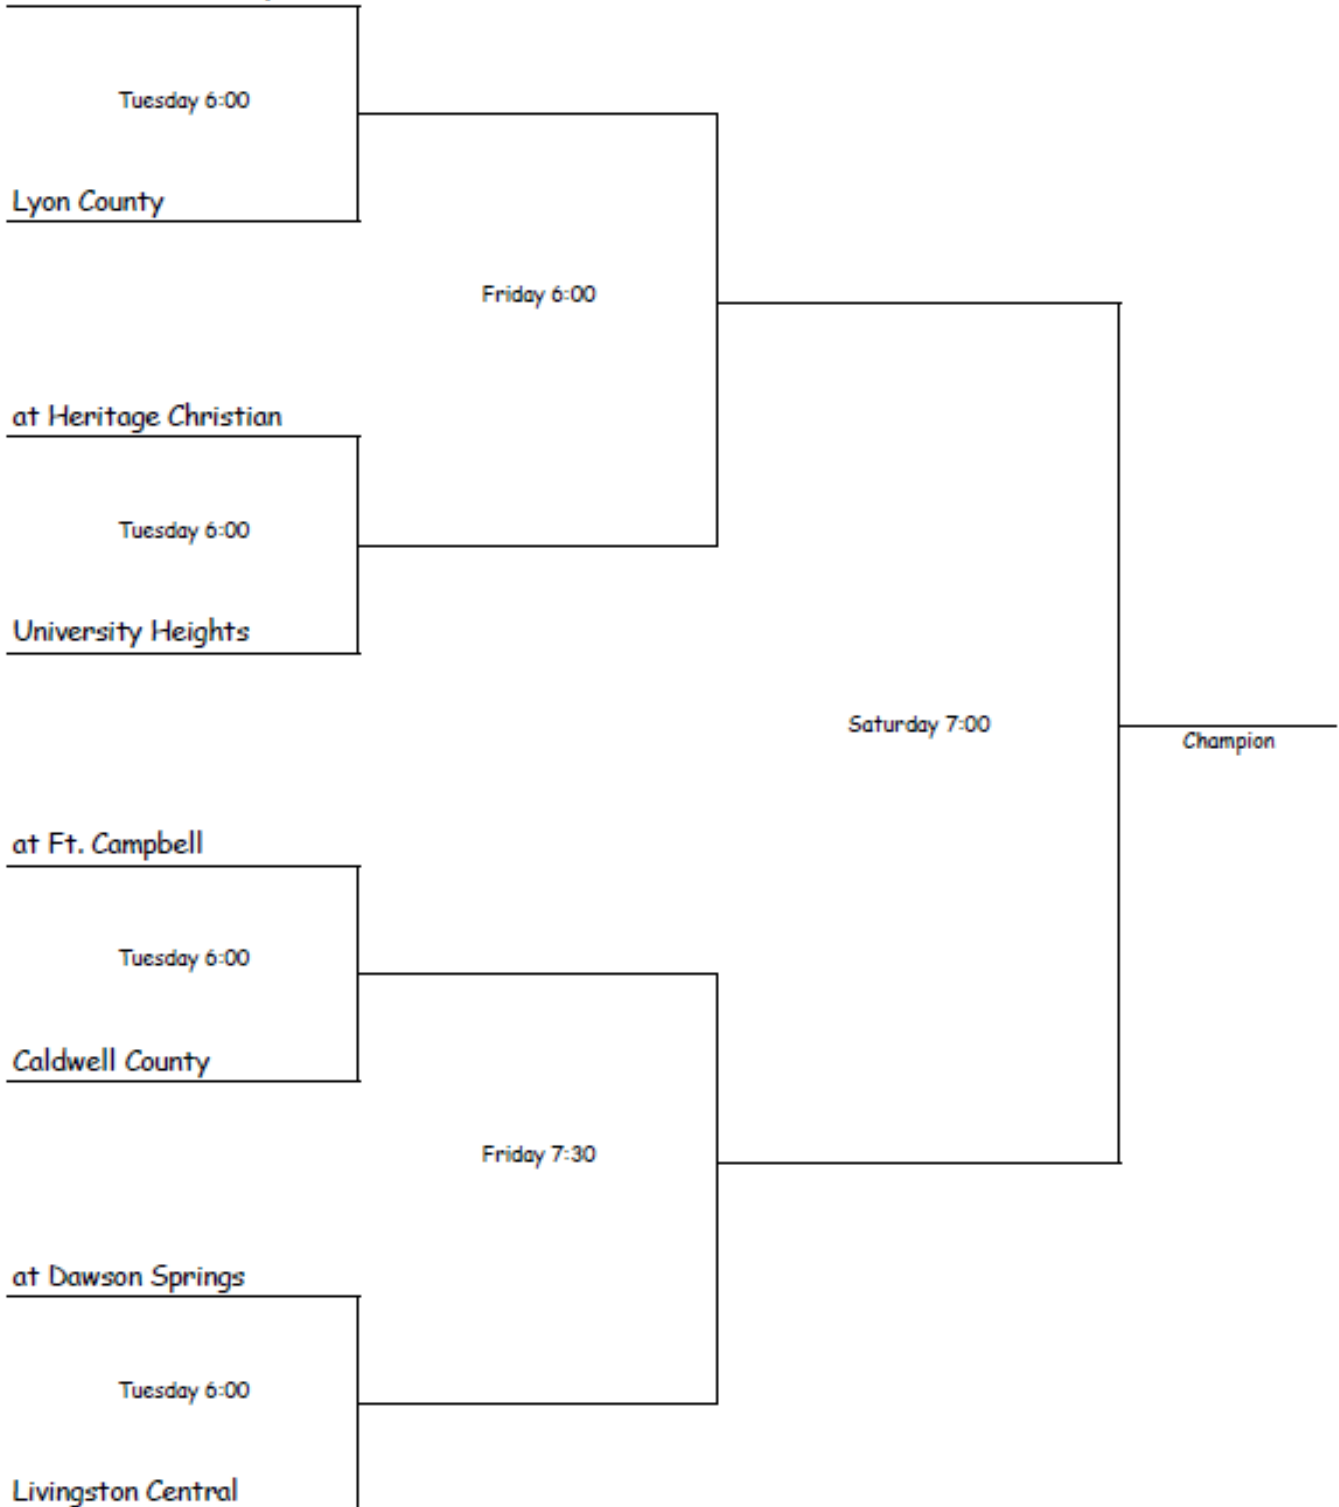 Tuesday 6:00
Lyon County
Friday 6:00
at Heritage Christian
Tuesday 6:00
University Heights
Saturday 7:00
Champion
at Ft. Campbell
Tuesday 6:00
Caldwell County
Friday 7:30
at Dawson Springs
Tuesday 6:00
Livingston Central